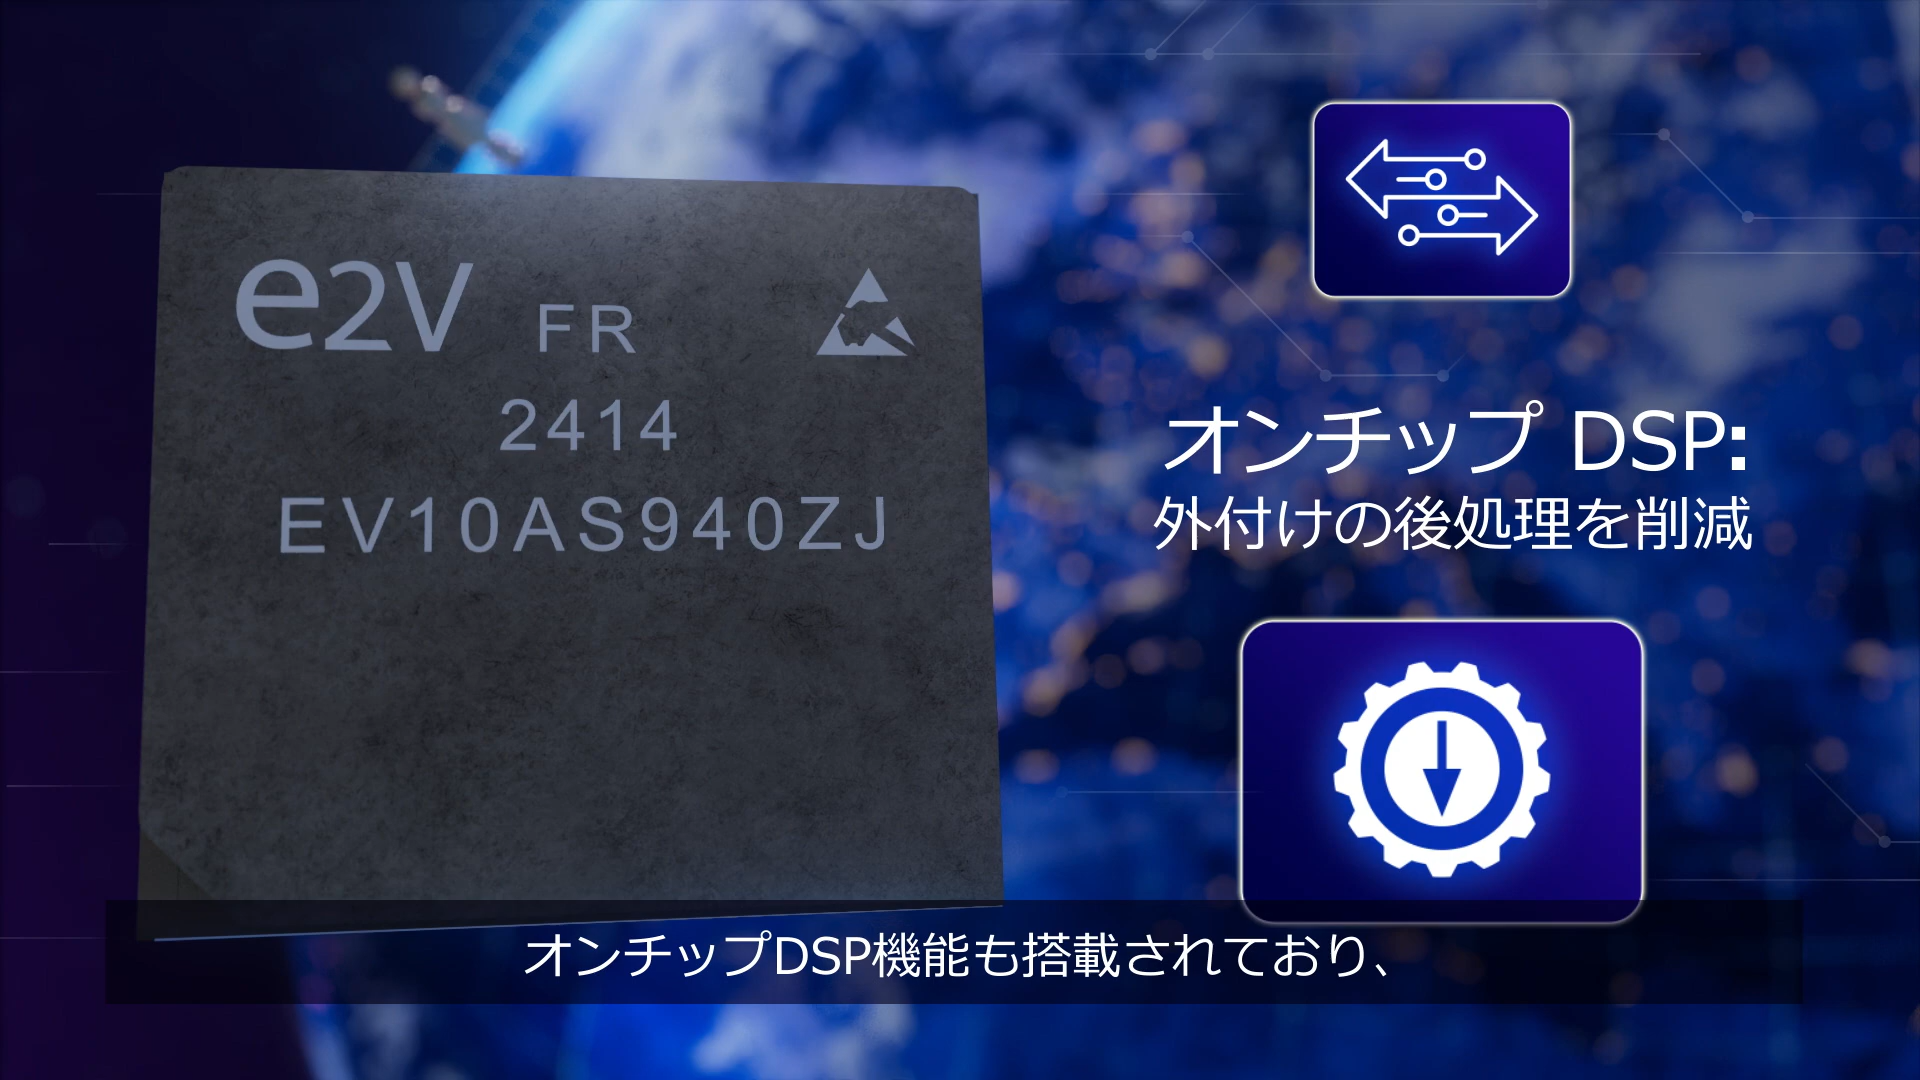 e2v FR
2414
EV10AS940ZJ
オンチップ DSP:
外付けの後処理を削減
オンチップDSP機能も搭載されており、